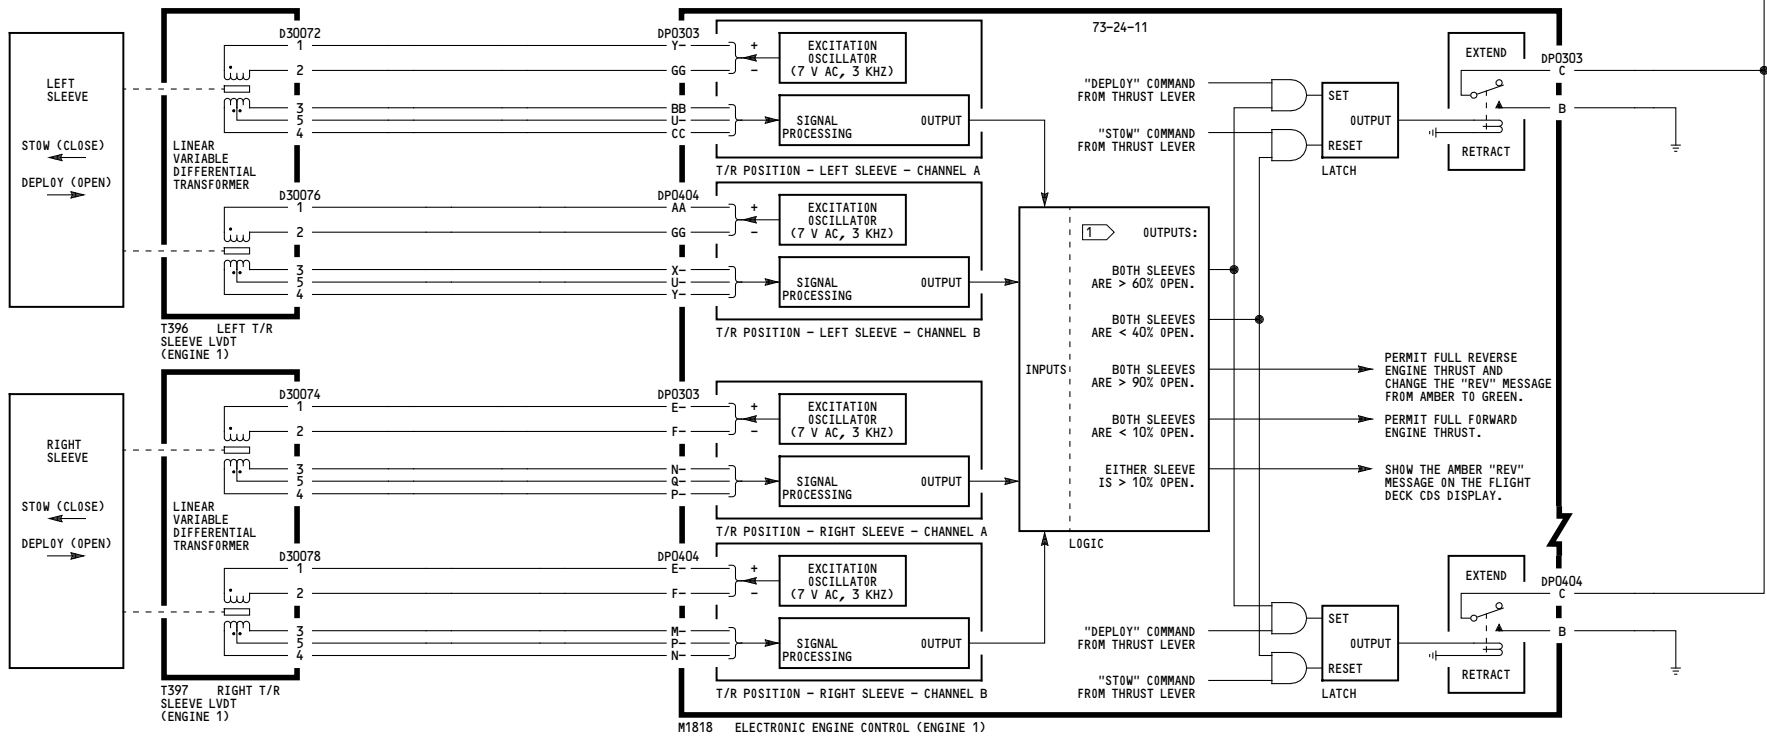 73-24-11
LEFT
SLEEVE
STOW (CLOSE)
DEPLOY (OPEN)
LINEAR
VARIABLE
DIFFERENTIAL
TRANSFORMER
D30072
1
2
3
5
4
D30076
1
2
3
5
4
T396 LEFT T/R
SLEEVE LVDT
(ENGINE 1)
DP0303
Y-
GG
BB
U-
CC
+
-
EXCITATION
OSCILLATOR
(7 V AC, 3 KHZ)
SIGNAL
PROCESSING
OUTPUT
T/R POSITION - LEFT SLEEVE - CHANNEL A
DP0404
AA
GG
X-
U-
Y-
+
-
EXCITATION
OSCILLATOR
(7 V AC, 3 KHZ)
SIGNAL
PROCESSING
OUTPUT
T/R POSITION - LEFT SLEEVE - CHANNEL B
RIGHT
SLEEVE
STOW (CLOSE)
DEPLOY (OPEN)
LINEAR
VARIABLE
DIFFERENTIAL
TRANSFORMER
D30074
1
2
3
5
4
D30078
1
2
3
5
4
T397 RIGHT T/R
SLEEVE LVDT
(ENGINE 1)
DP0303
E-
F-
N-
Q-
P-
+
-
EXCITATION
OSCILLATOR
(7 V AC, 3 KHZ)
SIGNAL
PROCESSING
OUTPUT
T/R POSITION - RIGHT SLEEVE - CHANNEL A
DP0404
E-
F-
M-
P-
N-
+
-
EXCITATION
OSCILLATOR
(7 V AC, 3 KHZ)
SIGNAL
PROCESSING
OUTPUT
T/R POSITION - RIGHT SLEEVE - CHANNEL B
M1818 ELECTRONIC ENGINE CONTROL (ENGINE 1)
INPUTS
1
OUTPUTS:
BOTH SLEEVES
ARE > 60% OPEN.
BOTH SLEEVES
ARE < 40% OPEN.
BOTH SLEEVES
ARE > 90% OPEN.
BOTH SLEEVES
ARE < 10% OPEN.
EITHER SLEEVE
IS > 10% OPEN.
LOGIC
"DEPLOY" COMMAND
FROM THRUST LEVER
"STOW" COMMAND
FROM THRUST LEVER
SET
OUTPUT
RESET
LATCH
EXTEND
RETRACT
DP0303
C
B
PERMIT FULL REVERSE
ENGINE THRUST AND
CHANGE THE "REV" MESSAGE
FROM AMBER TO GREEN.
PERMIT FULL FORWARD
ENGINE THRUST.
SHOW THE AMBER "REV"
MESSAGE ON THE FLIGHT
DECK CDS DISPLAY.
"DEPLOY" COMMAND
FROM THRUST LEVER
"STOW" COMMAND
FROM THRUST LEVER
SET
OUTPUT
RESET
LATCH
EXTEND
RETRACT
DP0404
C
B